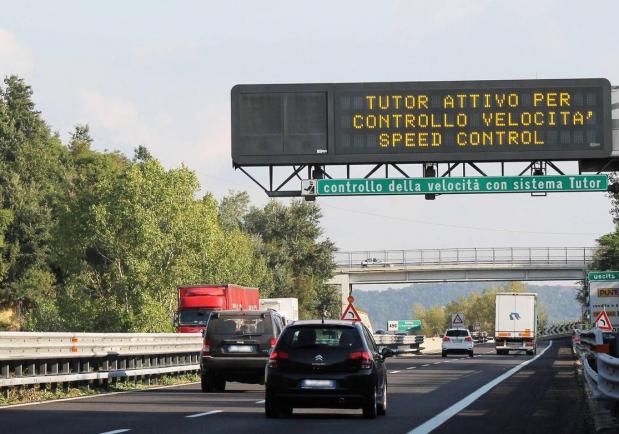 TUTOR ATTIVO PER
CONTROLLO VELOCITA'
SPEED CONTROL
controllo della velocità con sistema Tutor
uscita